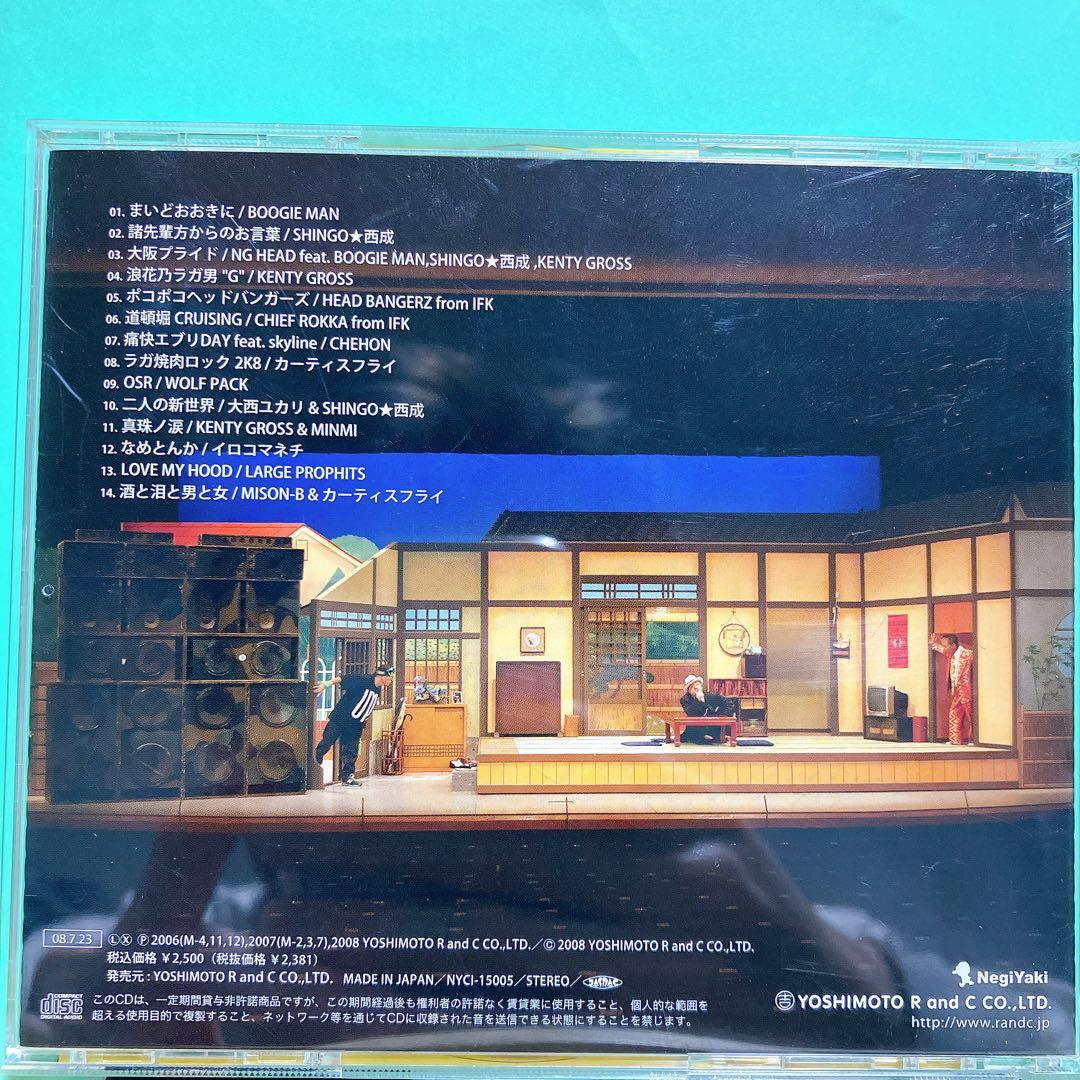 01. まいどおおきに / BOOGIE MAN
02. 諸先輩方からのお言葉 / SHINGO★西成
03. 大阪プライド / NG HEAD feat. BOOGIE MAN,SHINGO★西成 ,KENTY GROSS
04. 浪花乃ラガ男 "G" / KENTY GROSS
05. ポコポコヘッドバンガーズ / HEAD BANGERZ from IFK
06. 道頓堀 CRUISING / CHIEF ROKKA from IFK
07. 痛快エブリDAY feat. skyline / CHEHON
08. ラガ焼肉ロック 2K8 / カーティスフライ
09. OSR / WOLF PACK
10. 二人の新世界 / 大西ユカリ & SHINGO★西成
11. 真珠ノ涙 / KENTY GROSS & MINMI
12. なめとんか / イロコマネチ
13. LOVE MY HOOD / LARGE PROPHITS
14. 酒と泪と男と女 / MISON-B & カーティスフライ
08.7.23 Ⓛ Ⓧ Ⓟ 2006(M-4,11,12),2007(M-2,3,7),2008 YOSHIMOTO R and C CO.,LTD.／© 2008 YOSHIMOTO R and C CO.,LTD.
税込価格 ¥2,500（税抜価格 ¥2,381）
発売元 : YOSHIMOTO R and C CO.,LTD. MADE IN JAPAN／NYCI-15005／STEREO／JASRAC
COMPACT disc DIGITAL AUDIO
このCDは、一定期間貸与非許諾商品ですが、この期間経過後も権利者の許諾なく賃貸業に使用すること、個人的な範囲を
超える使用目的で複製すること、ネットワーク等を通じてCDに収録された音を送信できる状態にすることを禁じます。
NegiYaki
吉 YOSHIMOTO R and C CO.,LTD.
http://www.randc.jp